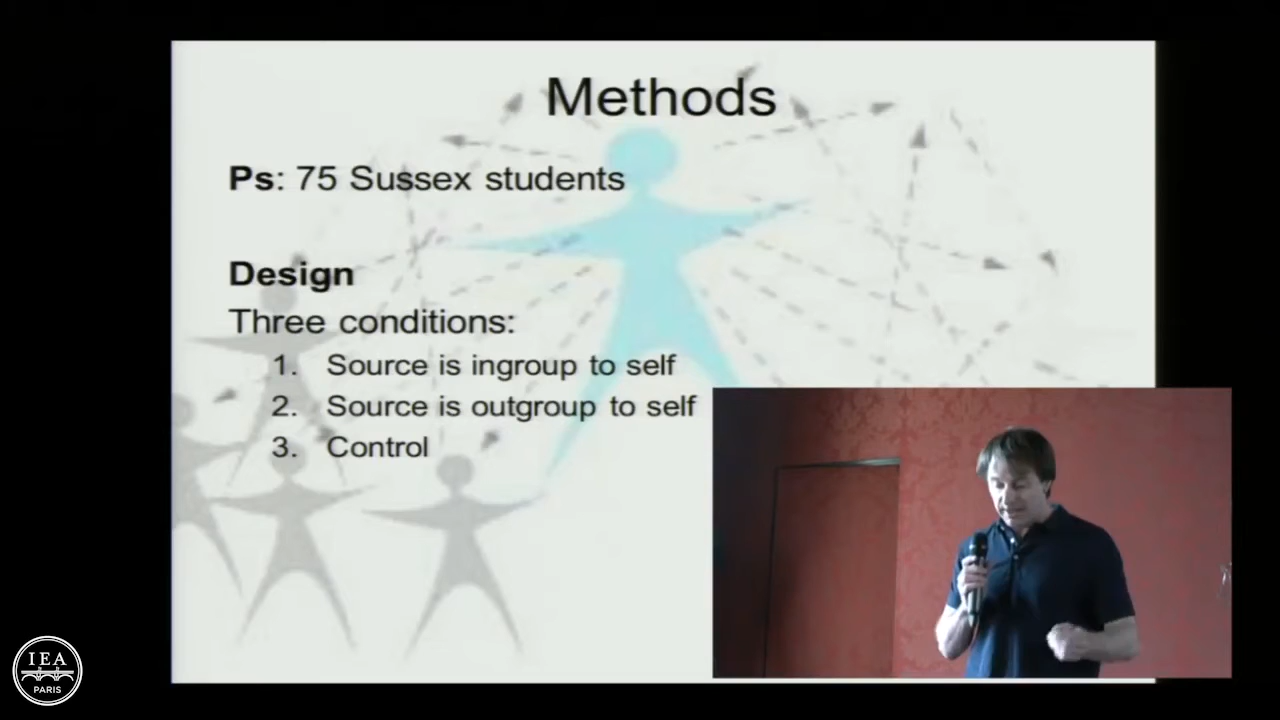 Methods
Ps: 75 Sussex students
Design
Three conditions:
1. Source is ingroup to self
2. Source is outgroup to self
3. Control
IEA
PARIS